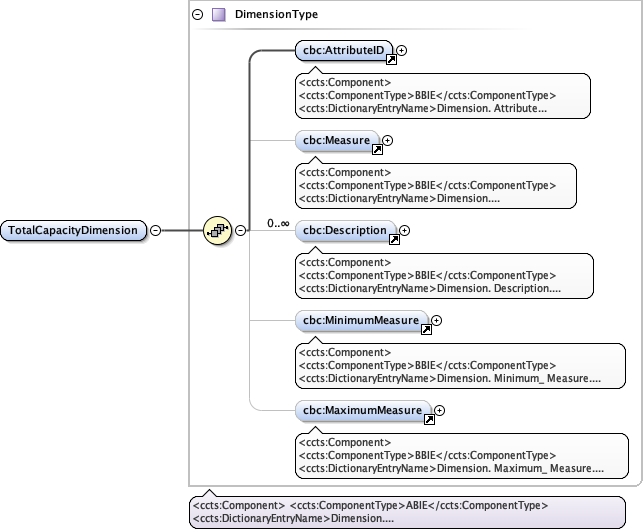 DimensionType
cbc:AttributeID
<ccts:Component>
<ccts:ComponentType>BBIE</ccts:ComponentType>
<ccts:DictionaryEntryName>Dimension. Attribute...
cbc:Measure
<ccts:Component>
<ccts:ComponentType>BBIE</ccts:ComponentType>
<ccts:DictionaryEntryName>Dimension....
TotalCapacityDimension
0..∞
cbc:Description
<ccts:Component>
<ccts:ComponentType>BBIE</ccts:ComponentType>
<ccts:DictionaryEntryName>Dimension. Description....
cbc:MinimumMeasure
<ccts:Component>
<ccts:ComponentType>BBIE</ccts:ComponentType>
<ccts:DictionaryEntryName>Dimension. Minimum_ Measure....
cbc:MaximumMeasure
<ccts:Component>
<ccts:ComponentType>BBIE</ccts:ComponentType>
<ccts:DictionaryEntryName>Dimension. Maximum_ Measure....
<ccts:Component> <ccts:ComponentType>ABIE</ccts:ComponentType>
<ccts:DictionaryEntryName>Dimension....